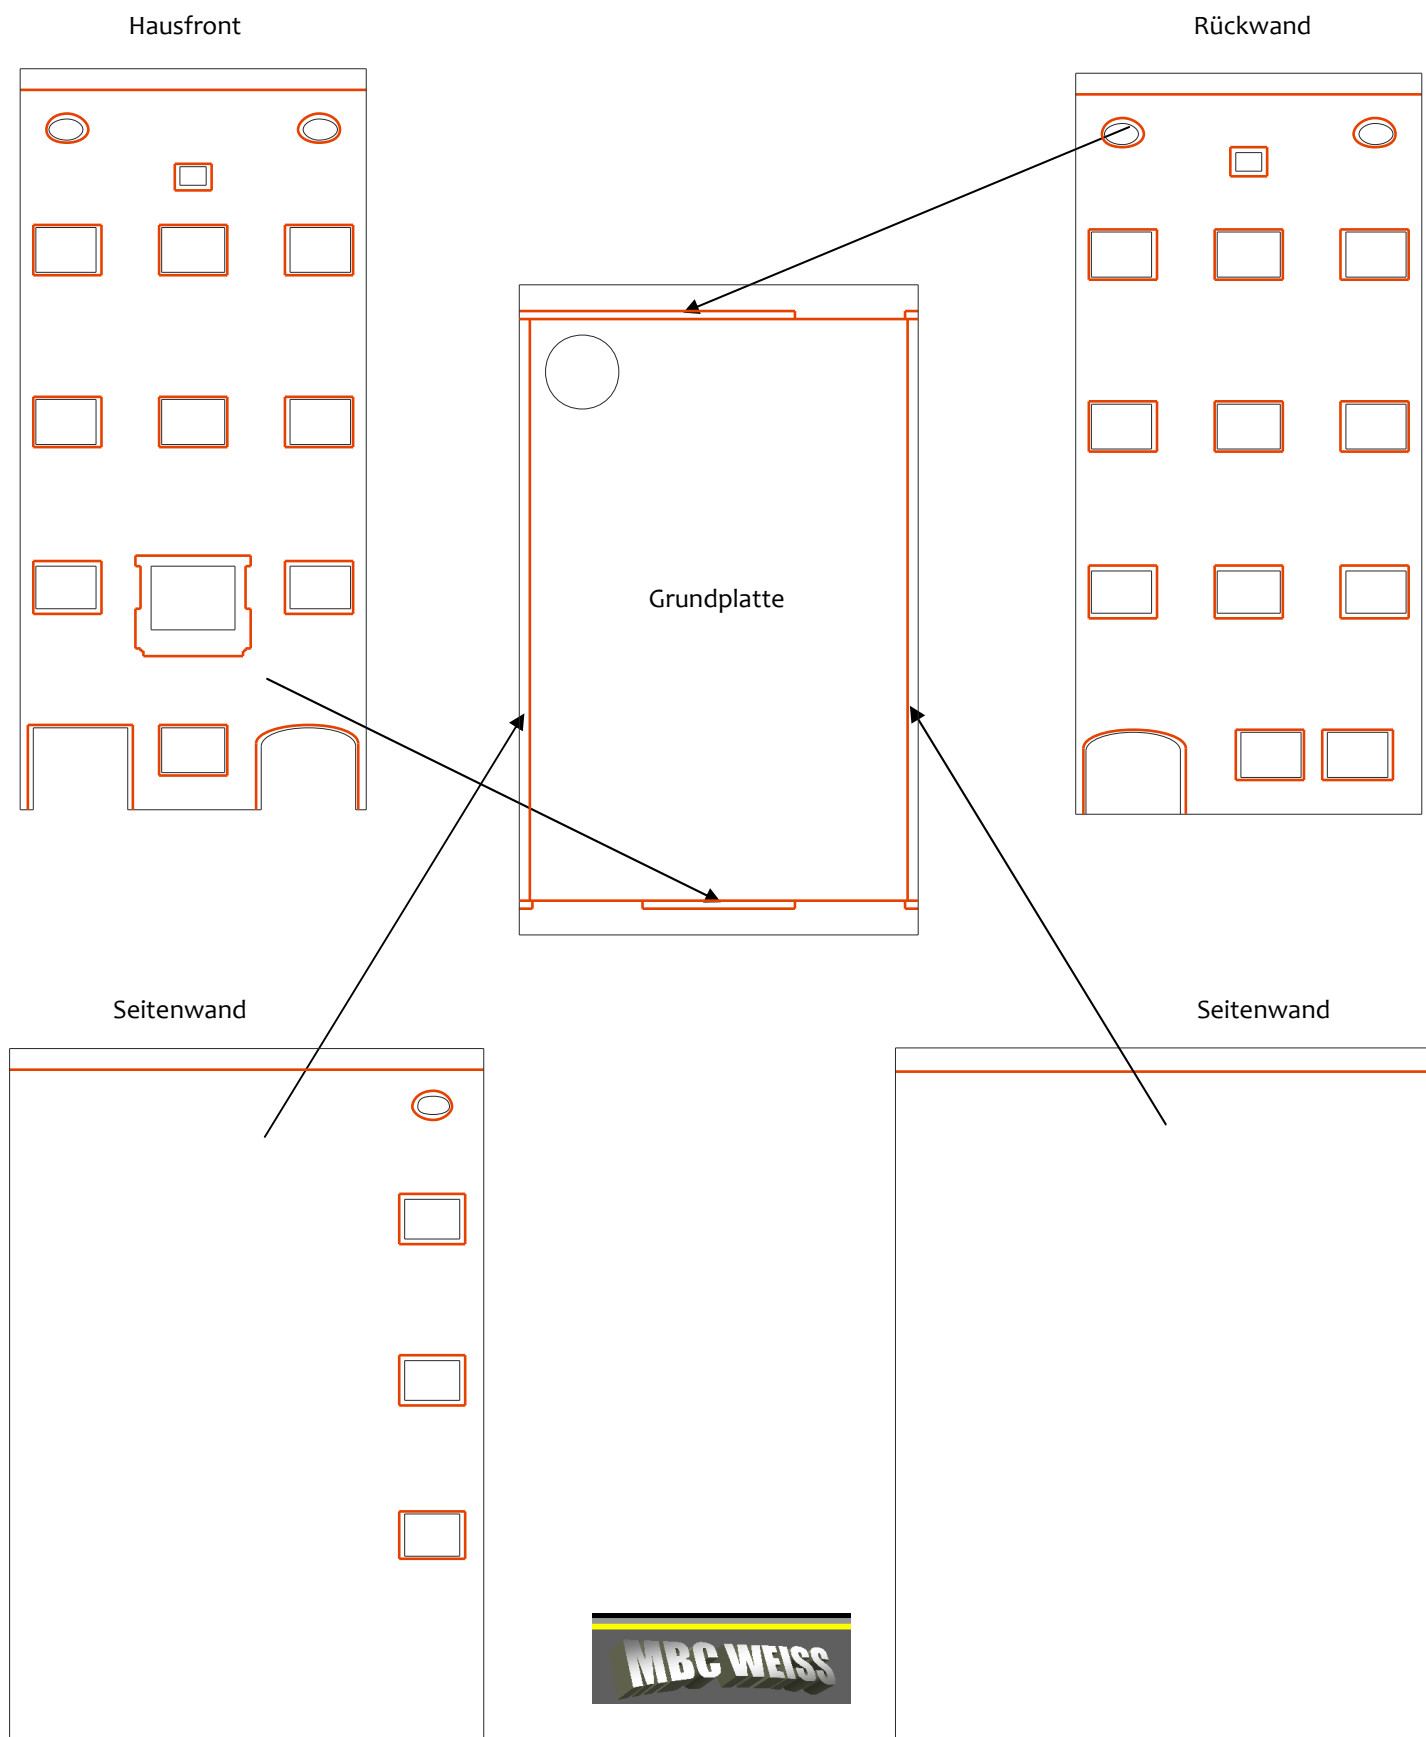 Hausfront
Rückwand
Grundplatte
Seitenwand
Seitenwand
MBC WEISS